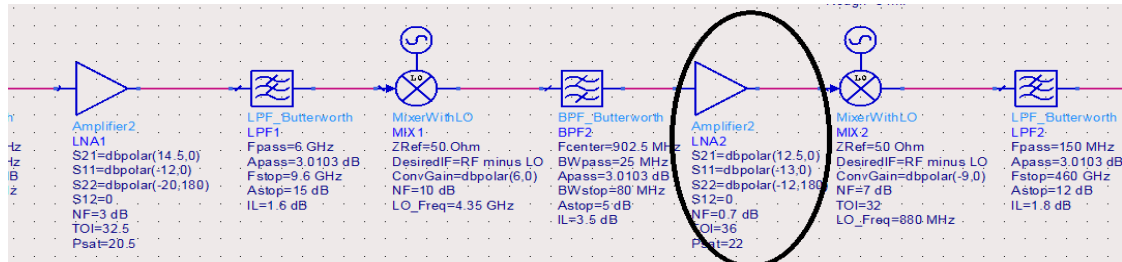 Amplifier2
LNA1
S21=dbpolar(14.5,0)
S11=dbpolar(-12,0)
S22=dbpolar(-20,180)
S12=0
NF=3 dB
TOI=32.5
Psat=20.5
LPF_Butterworth
LPF1
Fpass=6 GHz
Apass=3.0103 dB
Fstop=9.6 GHz
Astop=15 dB
IL=1.6 dB
LO
MixerWithLO
MIX1
ZRef=50 Ohm
DesiredIF=RF minus LO
ConvGain=dbpolar(6,0)
NF=10 dB
LO_Freq=4.35 GHz
BPF_Butterworth
BPF2
Fcenter=902.5 MHz
BWpass=25 MHz
Apass=3.0103 dB
BWstop=80 MHz
Astop=5 dB
IL=3.5 dB
Amplifier2
LNA2
S21=dbpolar(12.5,0)
S11=dbpolar(-13,0)
S22=dbpolar(-12,180)
S12=0
NF=0.7 dB
TOI=36
Psat=22
LO
MixerWithLO
MIX2
ZRef=50 Ohm
DesiredIF=RF minus LO
ConvGain=dbpolar(-9,0)
NF=7 dB
TOI=32
LO_Freq=880 MHz
LPF_Butterworth
LPF2
Fpass=150 MHz
Apass=3.0103 dB
Fstop=460 MHz
Astop=12 dB
IL=1.8 dB